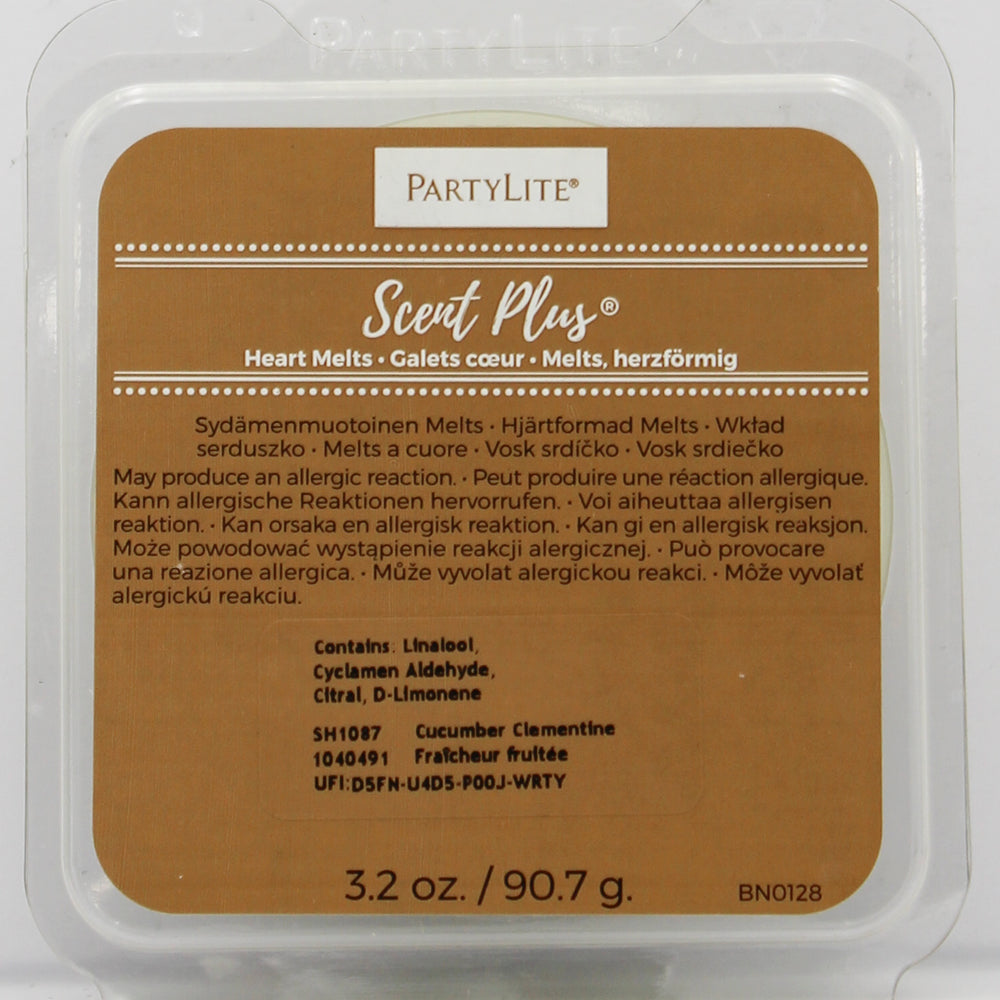 PARTYLITE
PARTYLITE®
Scent Plus®
Heart Melts • Galets cœur • Melts, herzförmig
Sydämenmuotoinen Melts • Hjärtformad Melts • Wkład
serduszko • Melts a cuore • Vosk srdíčko • Vosk srdiečko
May produce an allergic reaction. • Peut produire une réaction allergique.
Kann allergische Reaktionen hervorrufen. • Voi aiheuttaa allergisen
reaktion. • Kan orsaka en allergisk reaktion. • Kan gi en allergisk reaksjon.
Może powodować wystąpienie reakcji alergicznej. • Può provocare
una reazione allergica. • Může vyvolat alergickou reakci. • Môže vyvolať
alergickú reakciu.
Contains: Linalool,
Cyclamen Aldehyde,
Citral, D-Limonene
SH1087 Cucumber Clementine
1040491 Fraîcheur fruitée
UFI:D5FN-U4D5-P00J-WRTY
3.2 oz. / 90.7 g.
BN0128